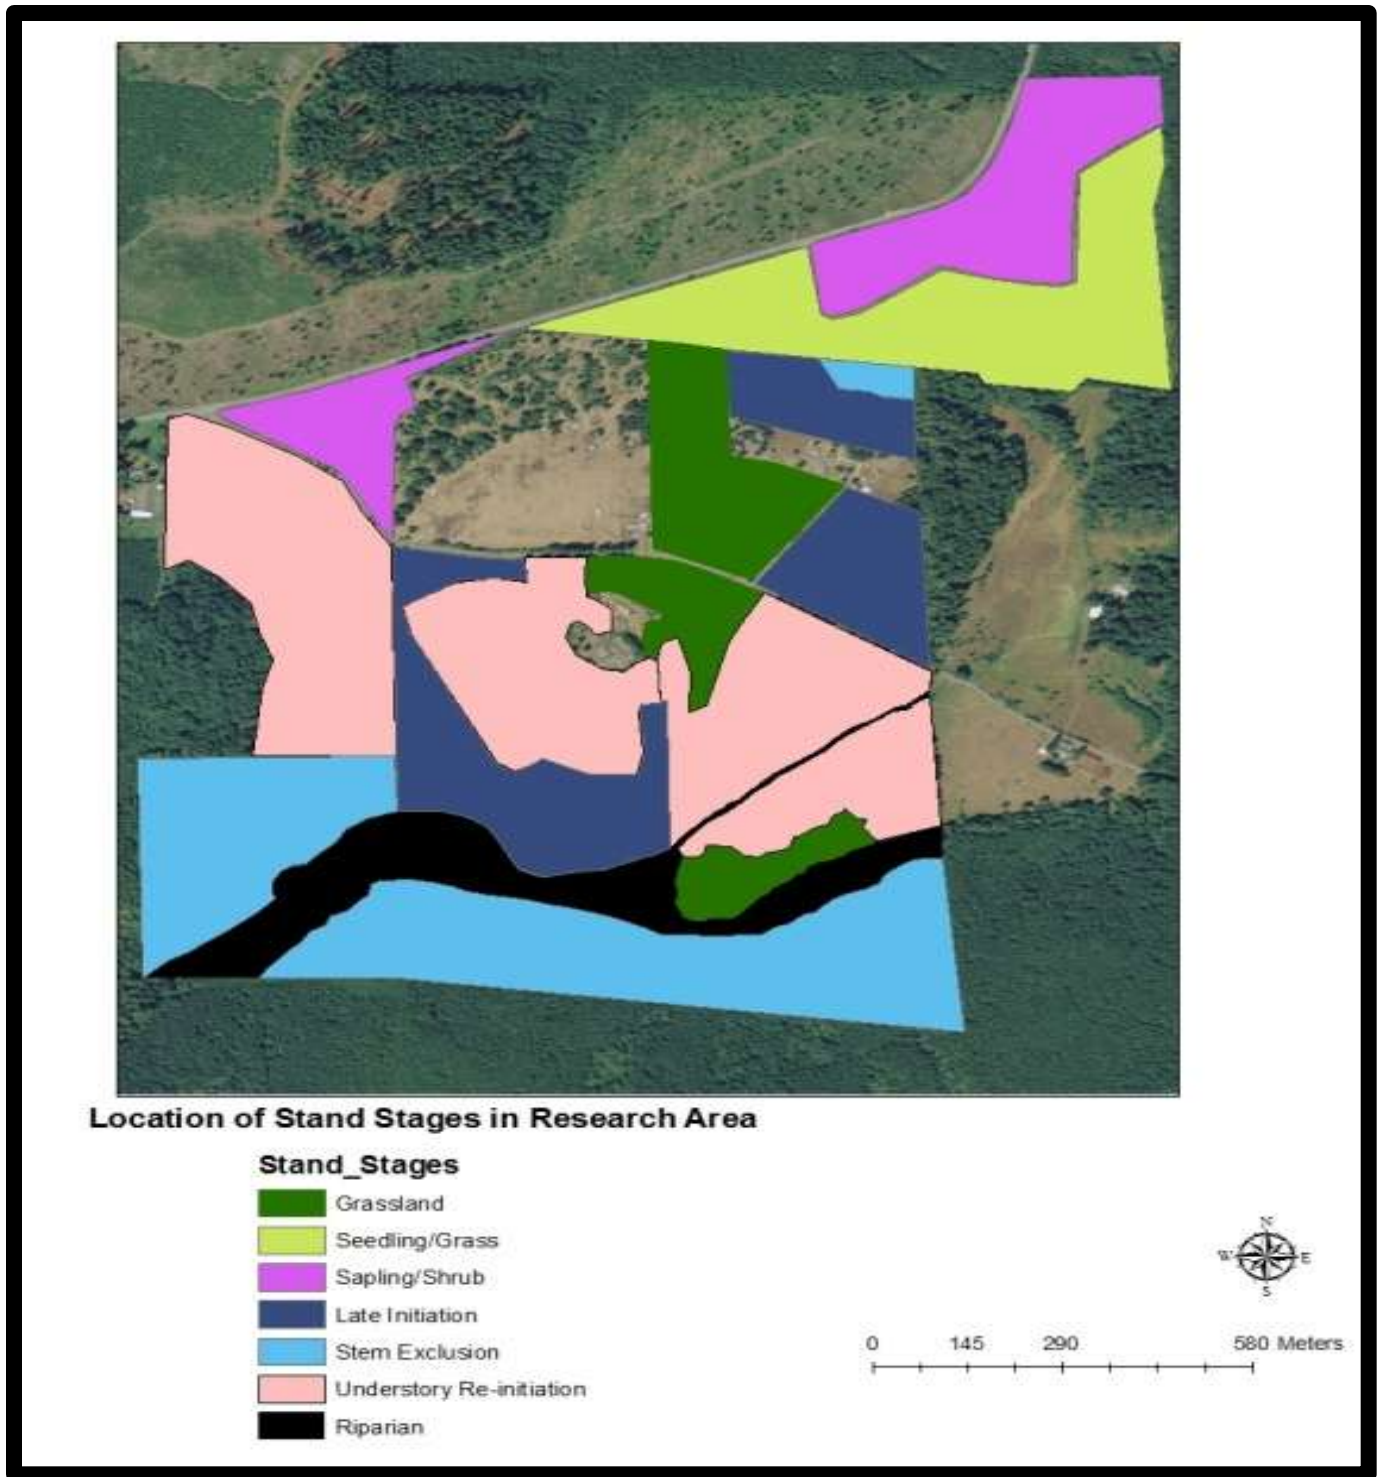 Location of Stand Stages in Research Area
Stand_Stages
Grassland
Seedling/Grass
Sapling/Shrub
Late Initiation
Stem Exclusion
Understory Re-initiation
Riparian
N
W E
S
0 145 290 580 Meters